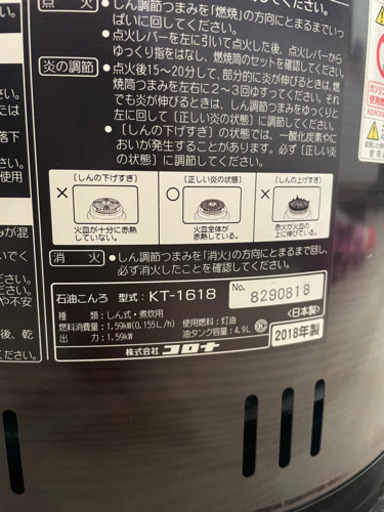 してください。
点火
●しん調節つまみを「燃焼」の方向にとまるまでいっ
ぱいに回してください。
●点火レバーを左に引いて点火した後、点火レバーから
ゆっくり指をはなし、燃焼筒のセットを確認してください。
炎の調節
●点火後15～20分して、部分的に炎が伸びるときは、燃
焼筒つまみを左右に2～3回ゆすってください。それ
でも炎が伸びるときは、しん調節つまみをゆっくりと
左に回して〔正しい炎の状態〕に調節してください。
●〔しんの下げすぎ〕の状態では、一酸化炭素やに
おいが発生することがあります。必ず〔正しい炎
の状態〕に調節してください。
〔しんの下げすぎ〕
〔正しい炎の状態〕
〔しんの上げすぎ〕
火皿が十分に赤熱
していない。
火皿全体が
赤熱している。
赤火が火皿の
上に伸びている。
消火
●しん調節つまみを「消火」の方向にとまるまで回し、
必ず消火したことを確認してください。
石油こんろ 型式: KT-1618
No. 8290818
種類:しん式・煮炊用
〈日本製〉
燃料消費量:1.59kW(0.155L/h) 使用燃料:灯油
出力:1.59kW 油タンク容量:4.9L
2018年製
株式会社コロナ
ガソリン
使用
KERO